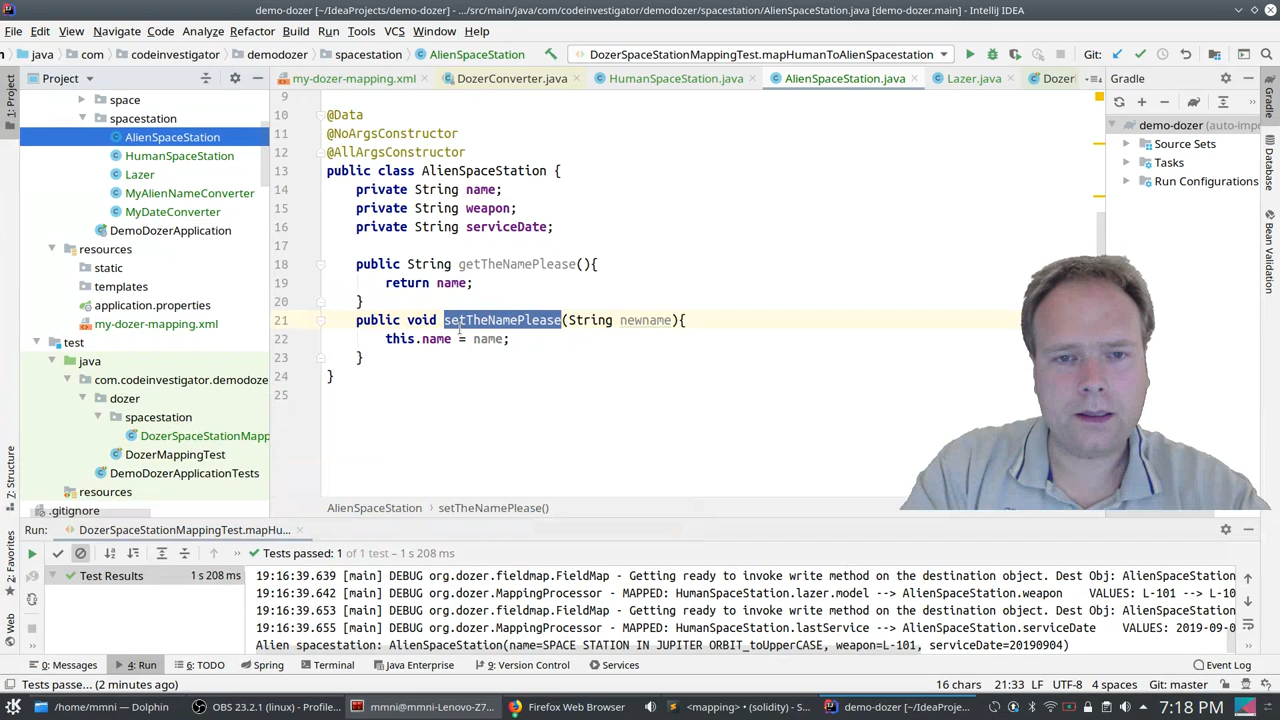 demo-dozer [~/IdeaProjects/demo-dozer] - .../src/main/java/com/codeinvestigator/demodozer/spacestation/AlienSpaceStation.java [demo-dozer.main] - IntelliJ IDEA
File Edit View Navigate Code Analyze Refactor Build Run Tools VCS Window Help
java com codeinvestigator demodozer spacestation AlienSpaceStation DozerSpaceStationMappingTest.mapHumanToAlienSpacestation Git:
1: Project
Project
my-dozer-mapping.xml DozerConverter.java HumanSpaceStation.java AlienSpaceStation.java Lazer.java Dozer
Gradle
space
spacestation
AlienSpaceStation
HumanSpaceStation
Lazer
MyAlienNameConverter
MyDateConverter
DemoDozerApplication
resources
static
templates
application.properties
my-dozer-mapping.xml
test
java
com.codeinvestigator.demodoze
dozer
spacestation
DozerSpaceStationMapp
DozerMappingTest
DemoDozerApplicationTests
resources
.gitignore
9
10 @Data
11 @NoArgsConstructor
12 @AllArgsConstructor
13 public class AlienSpaceStation {
14 private String name;
15 private String weapon;
16 private String serviceDate;
17
18 public String getTheNamePlease(){
19 return name;
20 }
21 public void setTheNamePlease(String newname){
22 this.name = name;
23 }
24 }
25
AlienSpaceStation setTheNamePlease()
demo-dozer (auto-impo
Source Sets
Tasks
Run Configurations
Gradle
Database
Bean Validation
7: Structure
2: Favorites
Web
Run: DozerSpaceStationMappingTest.mapHu...
Tests passed: 1 of 1 test – 1 s 208 ms
Test Results 1 s 208 ms
19:16:39.639 [main] DEBUG org.dozer.fieldmap.FieldMap - Getting ready to invoke write method on the destination object. Dest Obj: AlienSpaceStation
19:16:39.642 [main] DEBUG org.dozer.MappingProcessor - MAPPED: HumanSpaceStation.lazer.model --> AlienSpaceStation.weapon VALUES: L-101 --> L-10
19:16:39.653 [main] DEBUG org.dozer.fieldmap.FieldMap - Getting ready to invoke write method on the destination object. Dest Obj: AlienSpaceStation
19:16:39.655 [main] DEBUG org.dozer.MappingProcessor - MAPPED: HumanSpaceStation.lastService --> AlienSpaceStation.serviceDate VALUES: 2019-09-0
Alien spacestation: AlienSpaceStation(name=SPACE STATION IN JUPITER ORBIT_toUpperCASE, weapon=L-101, serviceDate=20190904)
0: Messages 4: Run 6: TODO Spring Terminal Java Enterprise 9: Version Control Services Event Log
Tests passe... (2 minutes ago) 16 chars 21:33 LF UTF-8 4 spaces Git: master
/home/mmni — Dolphin OBS 23.2.1 (linux) - Profile... mmni@mmni-Lenovo-Z7... Firefox Web Browser <mapping> • (solidity) - S... demo-dozer [~/IdeaProjec... 7:18 PM